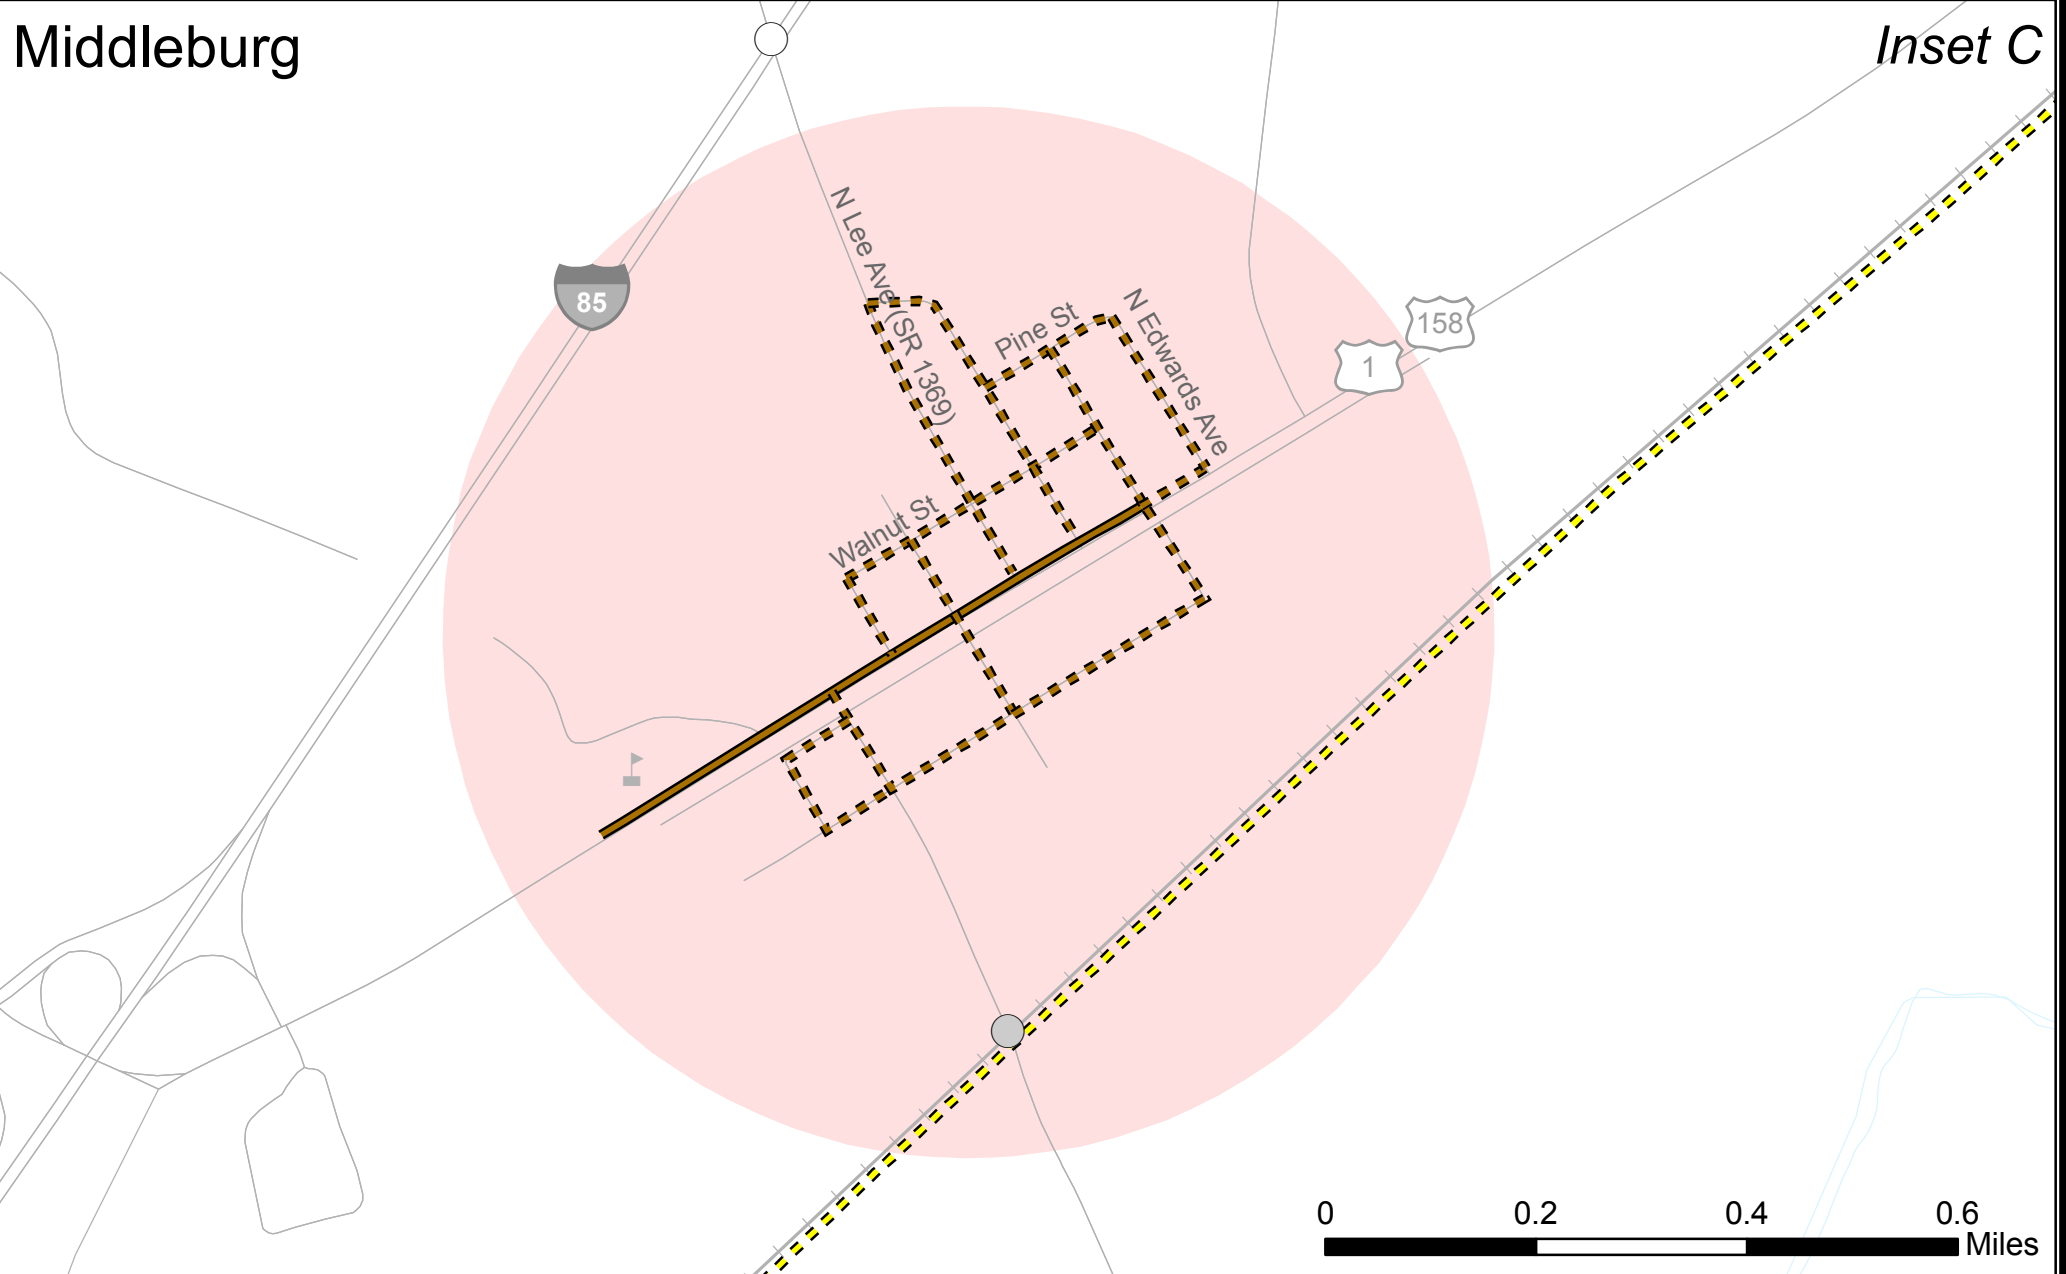 Middleburg
Inset C
85
N Lee Ave (SR 1369)
Pine St
N Edwards Ave
158
1
Walnut St
0 0.2 0.4 0.6
Miles